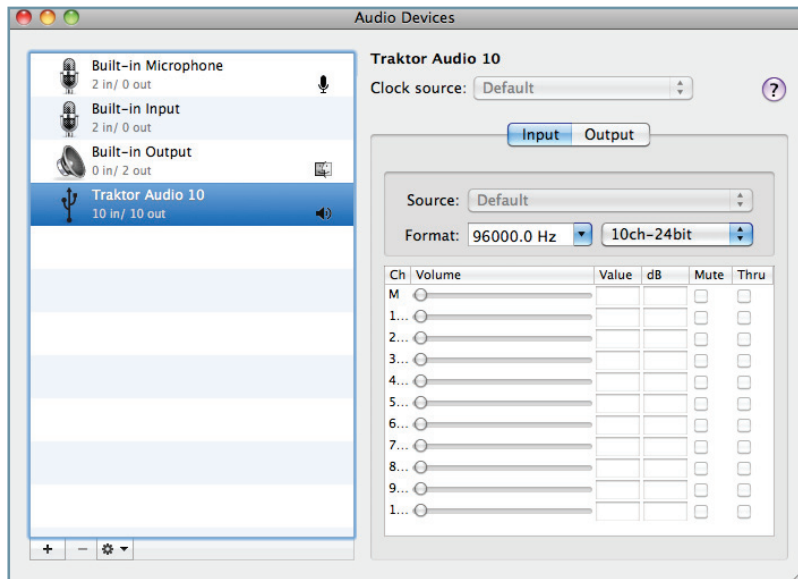 Audio Devices
Built-in Microphone
2 in/ 0 out
Built-in Input
2 in/ 0 out
Built-in Output
0 in/ 2 out
Traktor Audio 10
10 in/ 10 out
+ −
Traktor Audio 10
Clock source: Default
?
Input Output
Source: Default
Format: 96000.0 Hz 10ch-24bit
Ch Volume Value dB Mute Thru
M
1...
2...
3...
4...
5...
6...
7...
8...
9...
1...